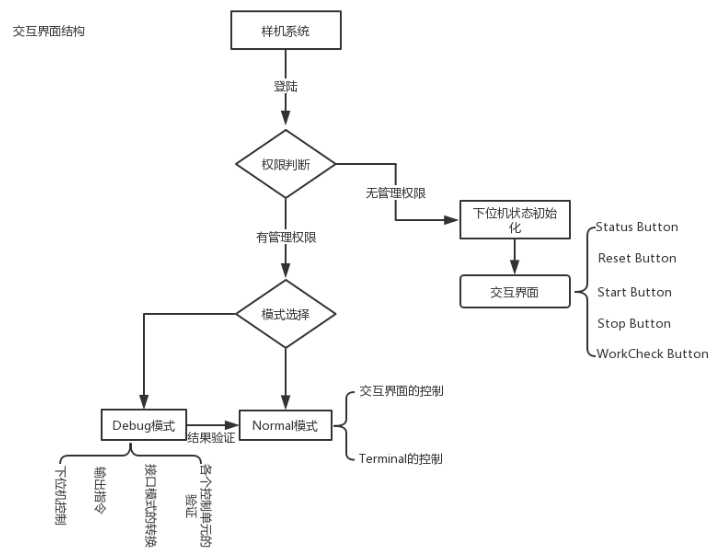 交互界面结构
样机系统
登陆
权限判断
无管理权限
下位机状态初始
化
有管理权限
Status Button
Reset Button
交互界面
Start Button
模式选择
Stop Button
WorkCheck Button
交互界面的控制
Debug模式
结果验证
Normal模式
Terminal的控制
下位机控制
输出指令
接口模式的转换
各个控制单元的
验证